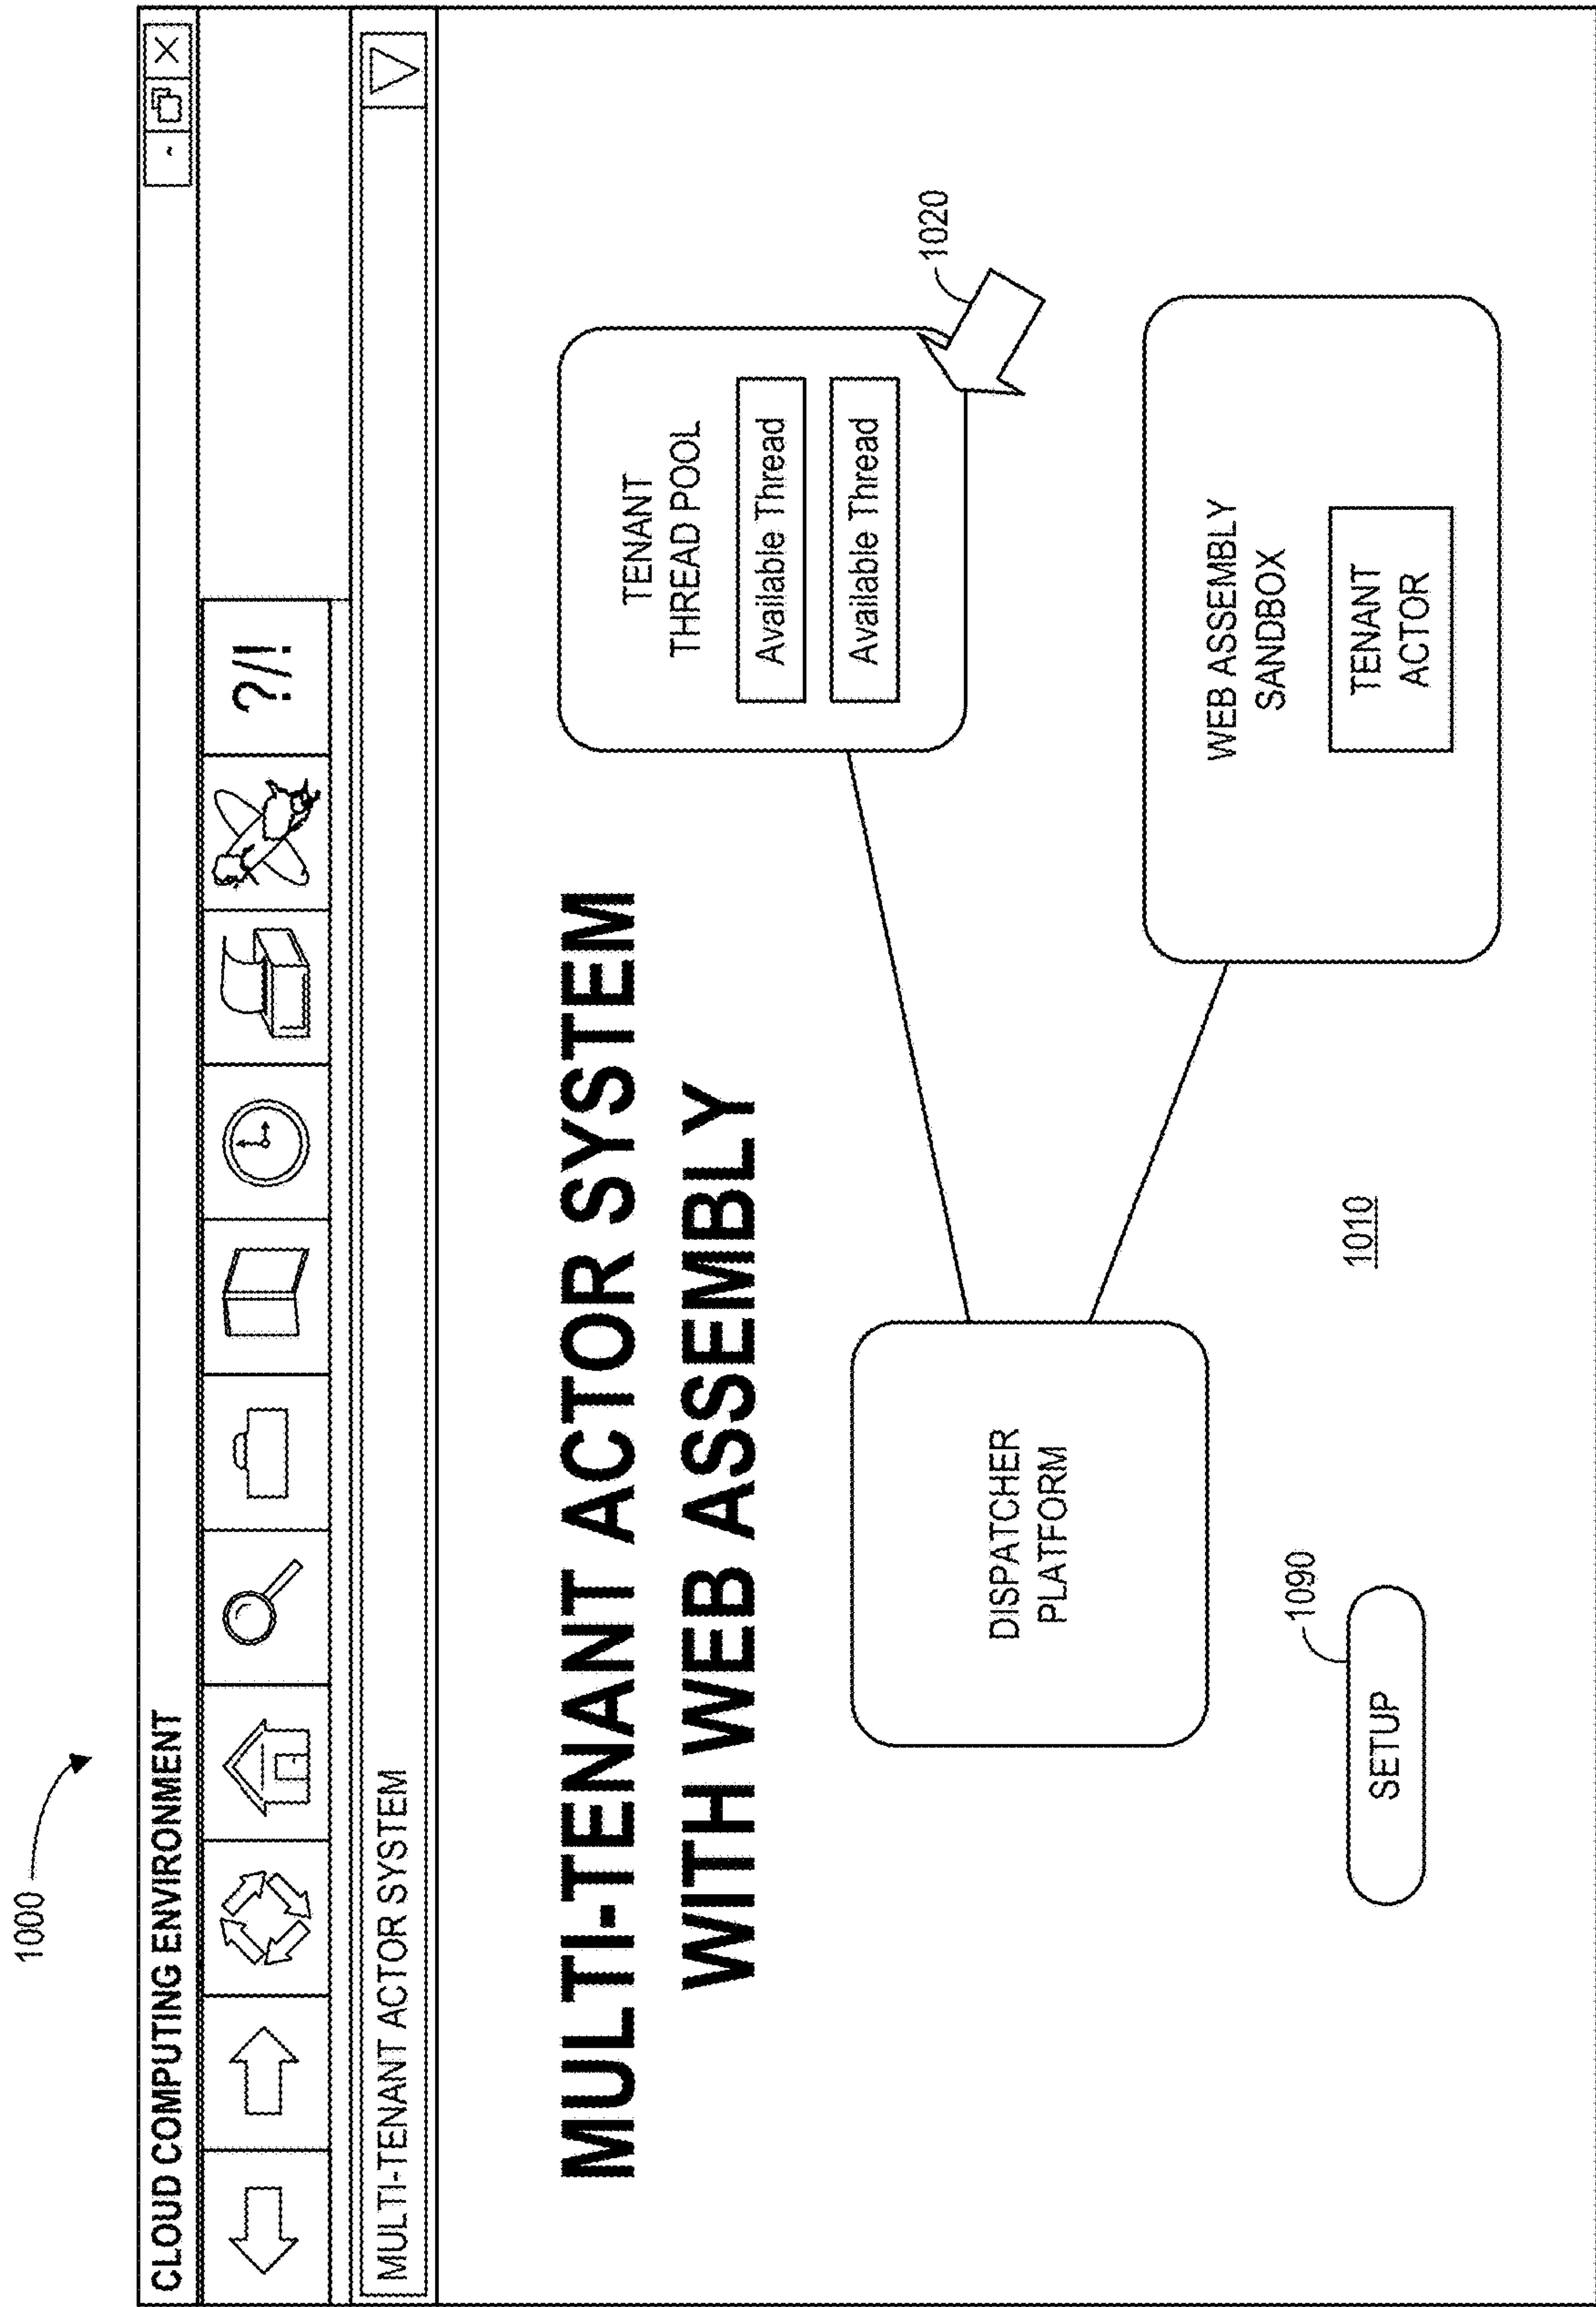 1000
CLOUD COMPUTING ENVIRONMENT
- X
?/!
MULTI-TENANT ACTOR SYSTEM
MULTI-TENANT ACTOR SYSTEM
WITH WEB ASSEMBLY
TENANT
THREAD POOL
Available Thread
Available Thread
1020
DISPATCHER
PLATFORM
WEB ASSEMBLY
SANDBOX
TENANT
ACTOR
1090
SETUP
1010